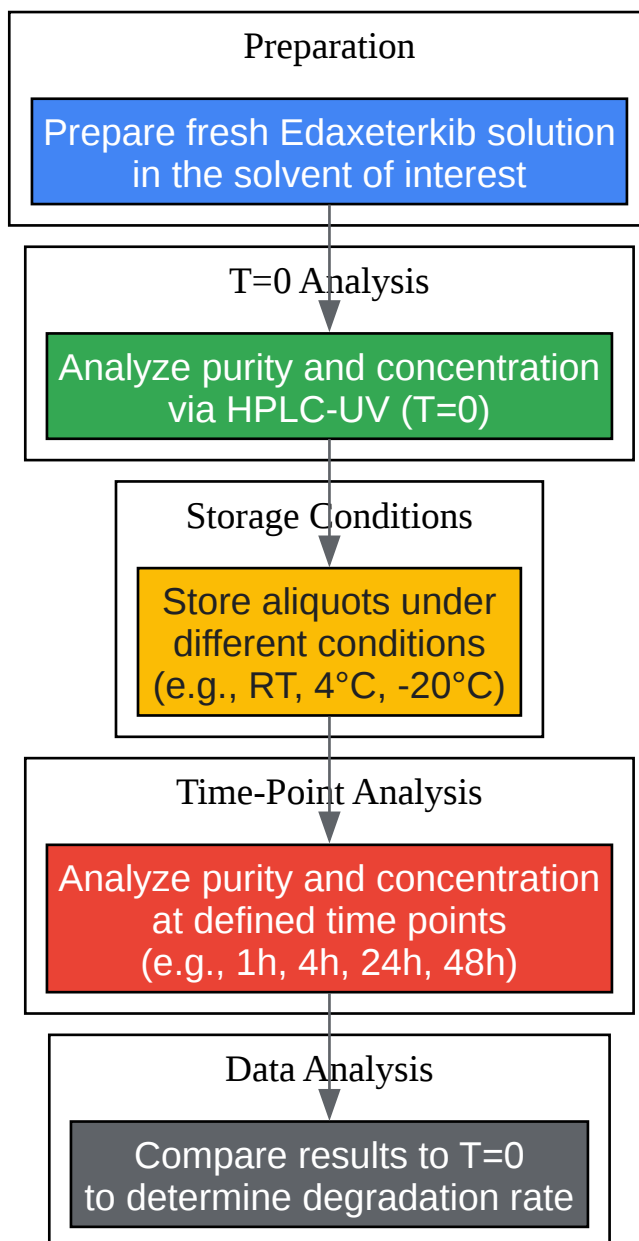 Preparation
Prepare fresh Edaxeterkib solution
in the solvent of interest
T=0 Analysis
Analyze purity and concentration
via HPLC-UV (T=0)
Storage Conditions
Store aliquots under
different conditions
(e.g., RT, 4°C, -20°C)
Time-Point Analysis
Analyze purity and concentration
at defined time points
(e.g., 1h, 4h, 24h, 48h)
Data Analysis
Compare results to T=0
to determine degradation rate